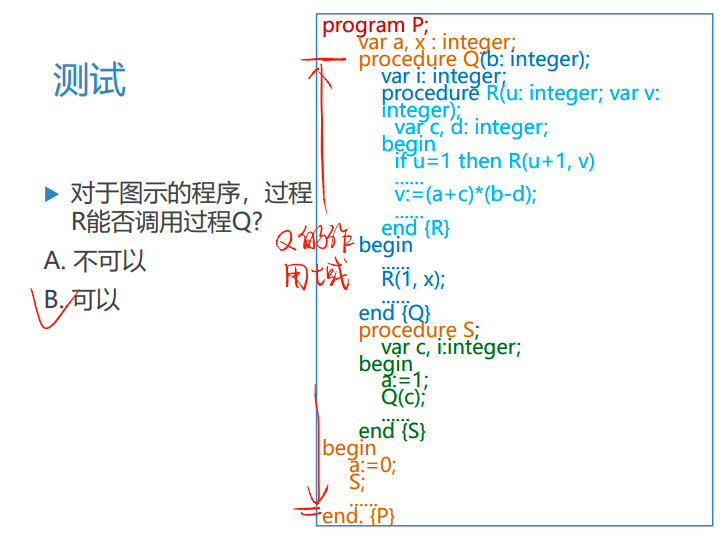 测试
对于图示的程序，过程
R能否调用过程Q?
A. 不可以
B. 可以
Q的作
用域
program P;
var a, x : integer;
procedure Q(b: integer);
var i: integer;
procedure R(u: integer; var v:
integer);
var c, d: integer;
begin
if u=1 then R(u+1, v)
......
v:=(a+c)*(b-d);
......
end {R}
begin
......
R(1, x);
......
end {Q}
procedure S;
var c, i:integer;
begin
a:=1;
Q(c);
......
end {S}
begin
a:=0;
S;
......
end. {P}